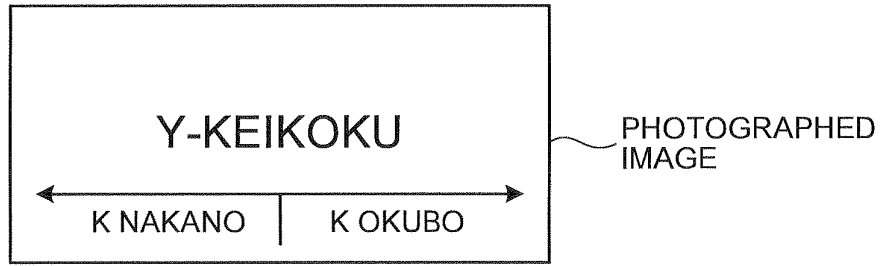 Y-KEIKOKU
K NAKANO K OKUBO
PHOTOGRAPHED
IMAGE